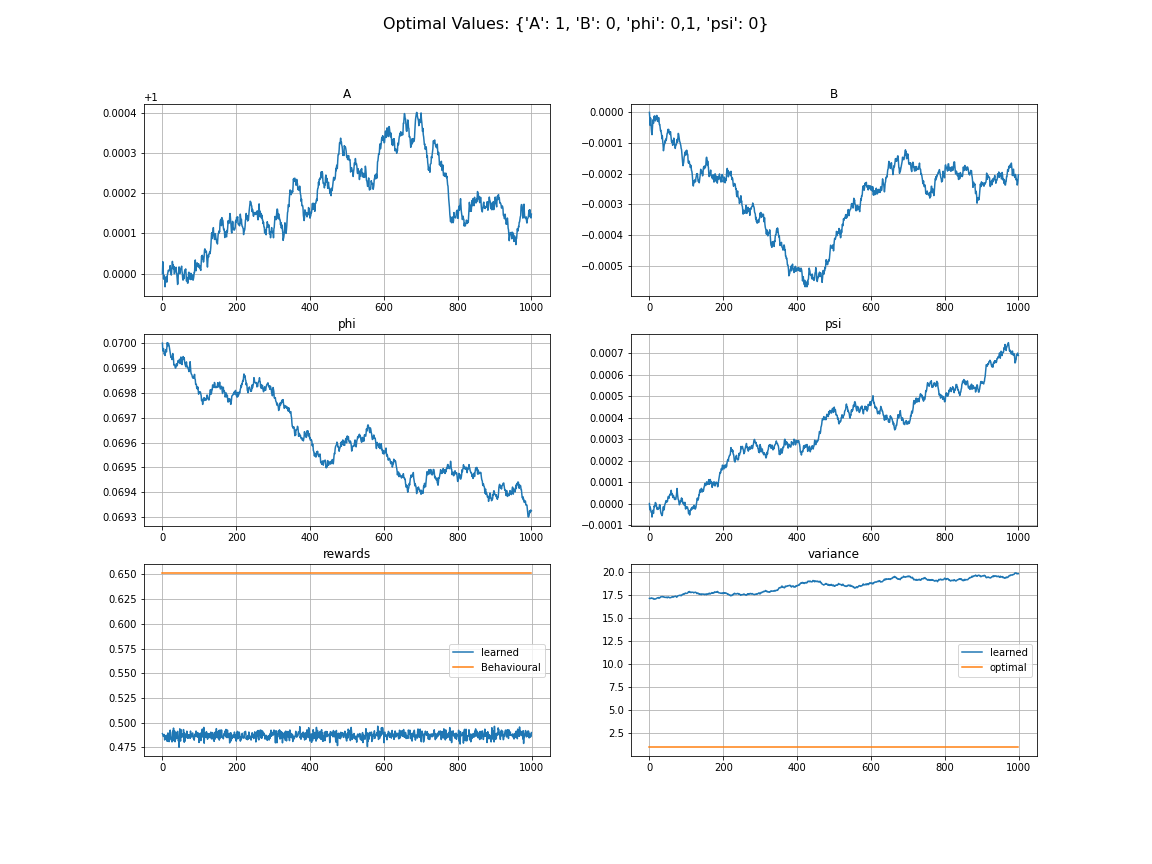 Optimal Values: {'A': 1, 'B': 0, 'phi': 0,1, 'psi': 0}
A
B
+1
0.0004
0.0003
0.0002
0.0001
0.0000
0 200 400 600 800 1000
0.0000
−0.0001
−0.0002
−0.0003
−0.0004
−0.0005
0 200 400 600 800 1000
phi
psi
0.0700
0.0699
0.0698
0.0697
0.0696
0.0695
0.0694
0.0693
0 200 400 600 800 1000
0.0007
0.0006
0.0005
0.0004
0.0003
0.0002
0.0001
0.0000
−0.0001
0 200 400 600 800 1000
rewards
variance
0.650
0.625
0.600
0.575
0.550
0.525
0.500
0.475
learned
Behavioural
0 200 400 600 800 1000
20.0
17.5
15.0
12.5
10.0
7.5
5.0
2.5
learned
optimal
0 200 400 600 800 1000